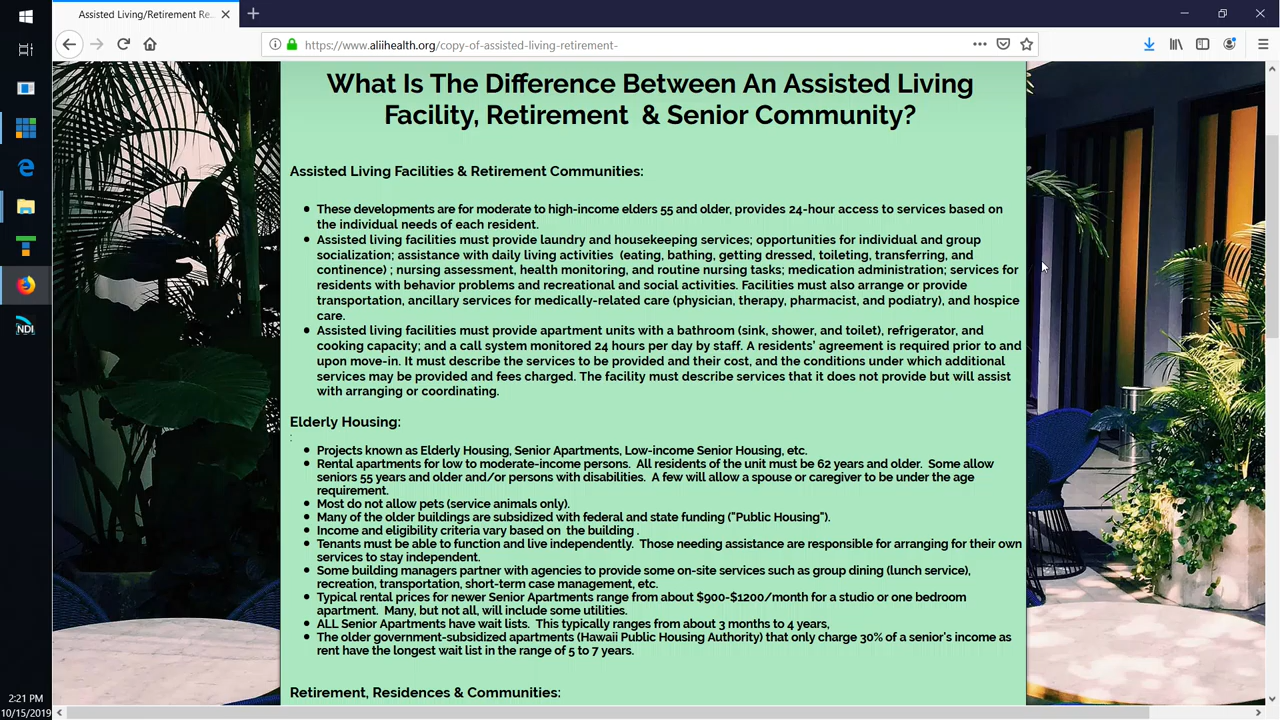 Assisted Living/Retirement Re...
https://www.aliihealth.org/copy-of-assisted-living-retirement-
What Is The Difference Between An Assisted Living
Facility, Retirement & Senior Community?
Assisted Living Facilities & Retirement Communities:
These developments are for moderate to high-income elders 55 and older, provides 24-hour access to services based on
the individual needs of each resident.
Assisted living facilities must provide laundry and housekeeping services; opportunities for individual and group
socialization; assistance with daily living activities (eating, bathing, getting dressed, toileting, transferring, and
continence) ; nursing assessment, health monitoring, and routine nursing tasks; medication administration; services for
residents with behavior problems and recreational and social activities. Facilities must also arrange or provide
transportation, ancillary services for medically-related care (physician, therapy, pharmacist, and podiatry), and hospice
care.
Assisted living facilities must provide apartment units with a bathroom (sink, shower, and toilet), refrigerator, and
cooking capacity; and a call system monitored 24 hours per day by staff. A residents' agreement is required prior to and
upon move-in. It must describe the services to be provided and their cost, and the conditions under which additional
services may be provided and fees charged. The facility must describe services that it does not provide but will assist
with arranging or coordinating.
Elderly Housing:
:
Projects known as Elderly Housing, Senior Apartments, Low-income Senior Housing, etc.
Rental apartments for low to moderate-income persons. All residents of the unit must be 62 years and older. Some allow
seniors 55 years and older and/or persons with disabilities. A few will allow a spouse or caregiver to be under the age
requirement.
Most do not allow pets (service animals only).
Many of the older buildings are subsidized with federal and state funding ("Public Housing").
Income and eligibility criteria vary based on the building .
Tenants must be able to function and live independently. Those needing assistance are responsible for arranging for their own
services to stay independent.
Some building managers partner with agencies to provide some on-site services such as group dining (lunch service),
recreation, transportation, short-term case management, etc.
Typical rental prices for newer Senior Apartments range from about $900-$1200/month for a studio or one bedroom
apartment. Many, but not all, will include some utilities.
ALL Senior Apartments have wait lists. This typically ranges from about 3 months to 4 years,
The older government-subsidized apartments (Hawaii Public Housing Authority) that only charge 30% of a senior's income as
rent have the longest wait list in the range of 5 to 7 years.
Retirement, Residences & Communities:
NDI
2:21 PM
10/15/2019